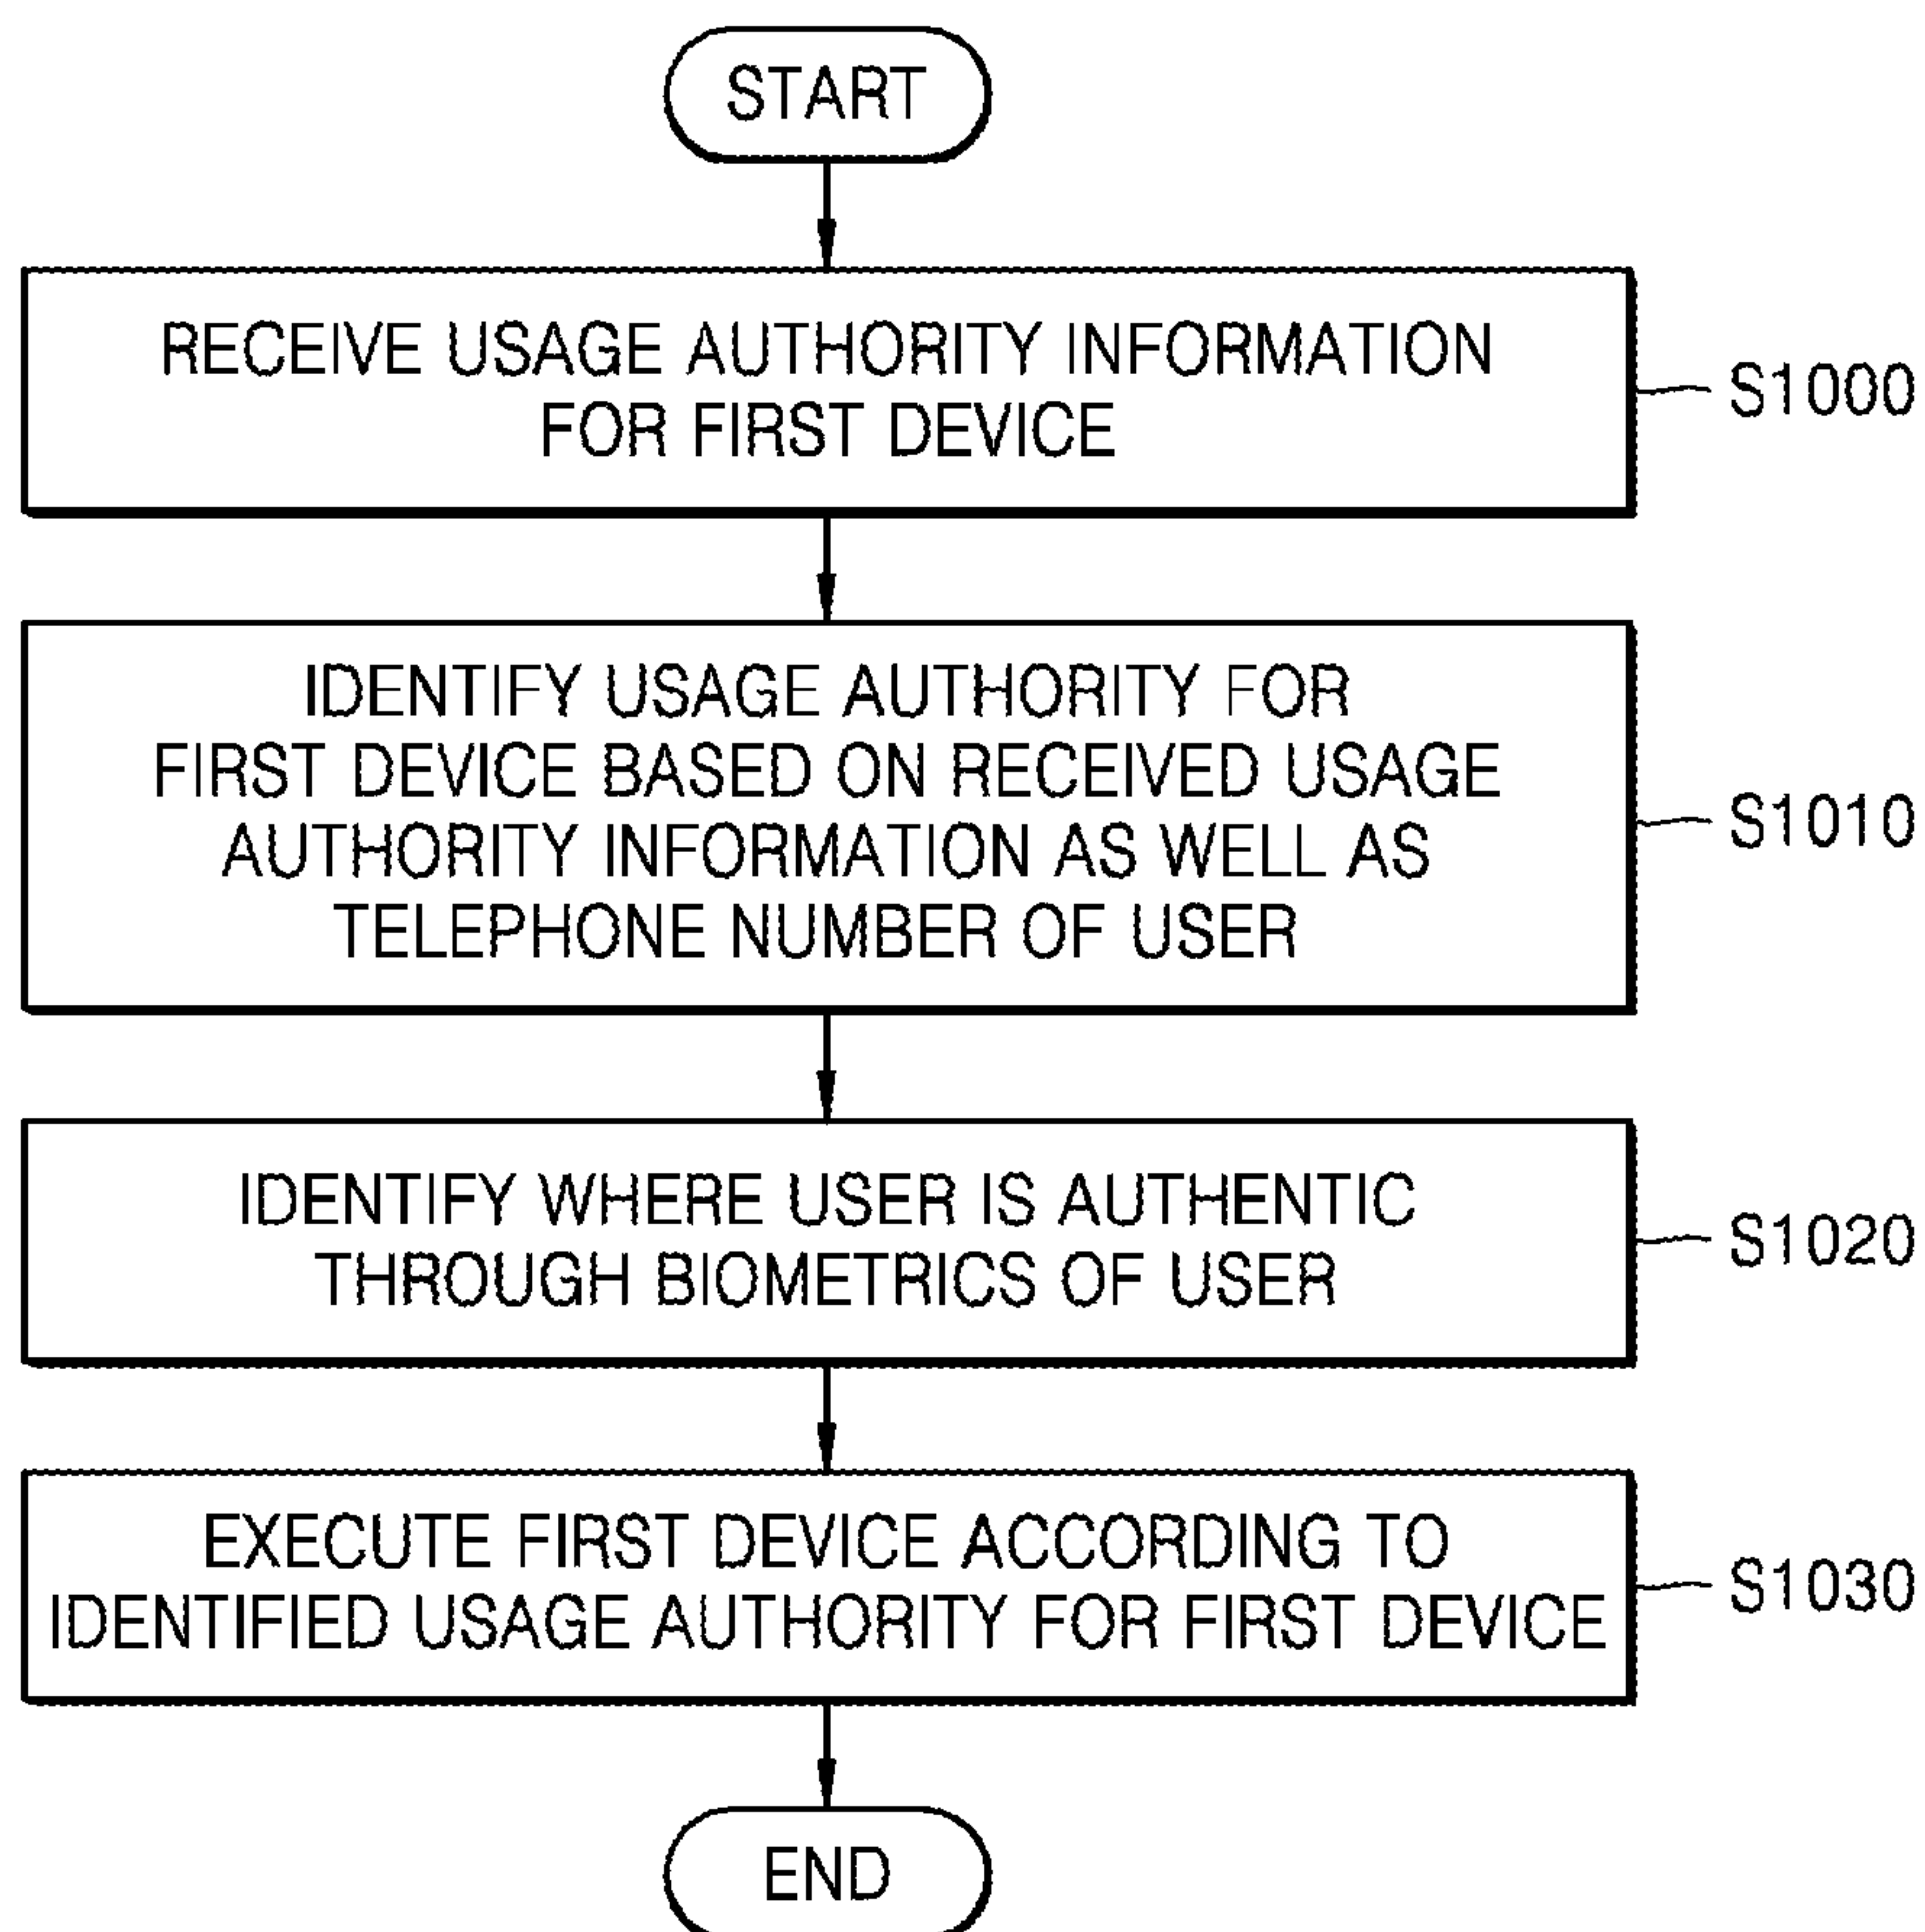 START
RECEIVE USAGE AUTHORITY INFORMATION
FOR FIRST DEVICE
S1000
IDENTIFY USAGE AUTHORITY FOR
FIRST DEVICE BASED ON RECEIVED USAGE
AUTHORITY INFORMATION AS WELL AS
TELEPHONE NUMBER OF USER
S1010
IDENTIFY WHERE USER IS AUTHENTIC
THROUGH BIOMETRICS OF USER
S1020
EXECUTE FIRST DEVICE ACCORDING TO
IDENTIFIED USAGE AUTHORITY FOR FIRST DEVICE
S1030
END